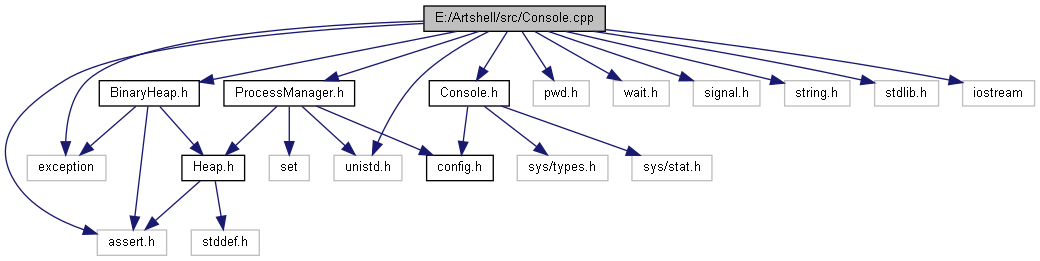 E:/Artshell/src/Console.cpp
BinaryHeap.h
ProcessManager.h
Console.h
pwd.h
wait.h
signal.h
string.h
stdlib.h
iostream
exception
Heap.h
set
unistd.h
config.h
sys/types.h
sys/stat.h
assert.h
stddef.h